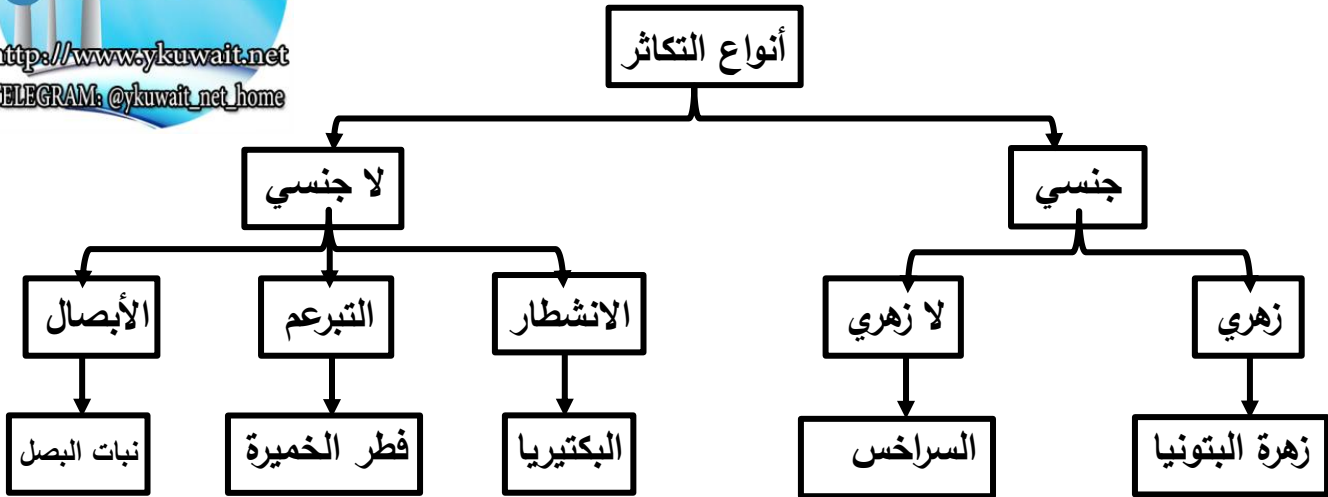 http://www.ykuwait.net
TELEGRAM: @ykuwait_net_home
أنواع التكاثر
جنسي
لا جنسي
زهري
لا زهري
الانشطار
التبرعم
الأبصال
زهرة البتونيا
السراخس
البكتيريا
فطر الخميرة
نبات البصل